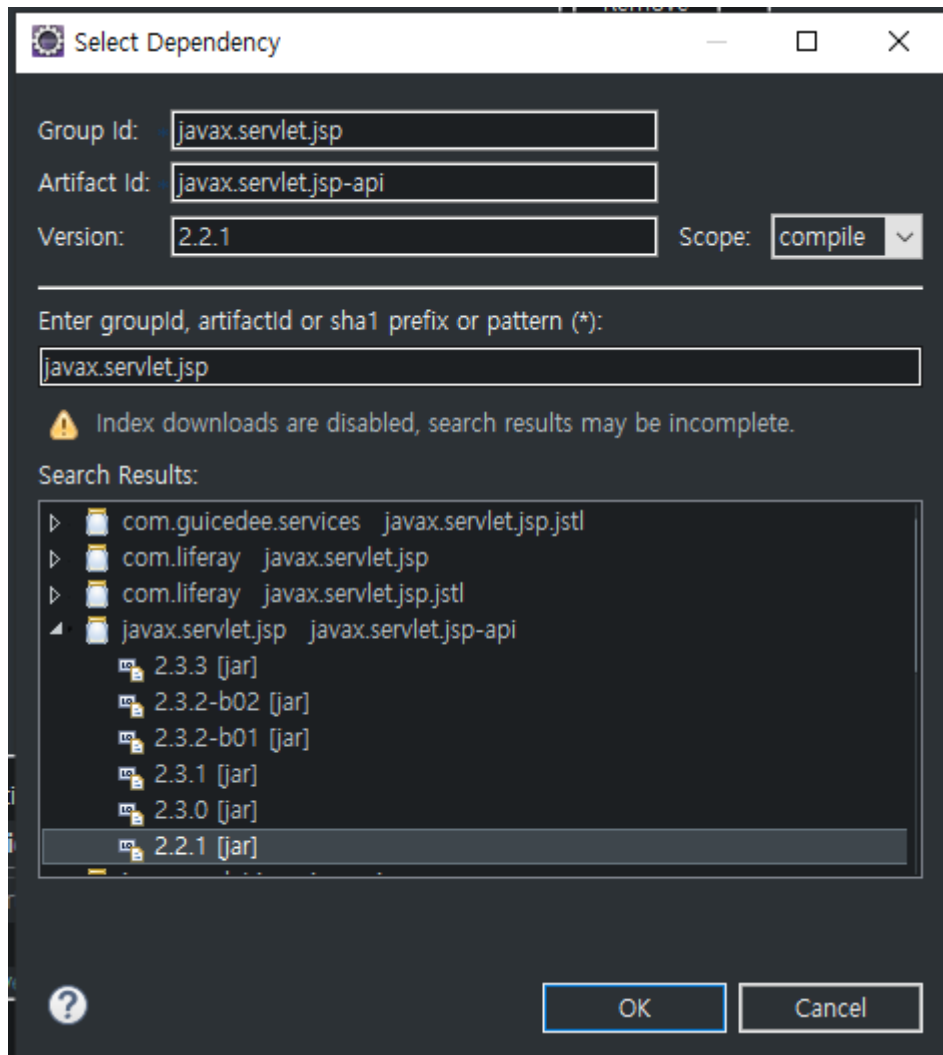 Select Dependency
Group Id: javax.servlet.jsp
Artifact Id: javax.servlet.jsp-api
Version: 2.2.1 Scope: compile
Enter groupId, artifactId or sha1 prefix or pattern (*):
javax.servlet.jsp
Index downloads are disabled, search results may be incomplete.
Search Results:
com.guicedee.services javax.servlet.jsp.jstl
com.liferay javax.servlet.jsp
com.liferay javax.servlet.jsp.jstl
javax.servlet.jsp javax.servlet.jsp-api
2.3.3 [jar]
2.3.2-b02 [jar]
2.3.2-b01 [jar]
2.3.1 [jar]
2.3.0 [jar]
2.2.1 [jar]
OK Cancel